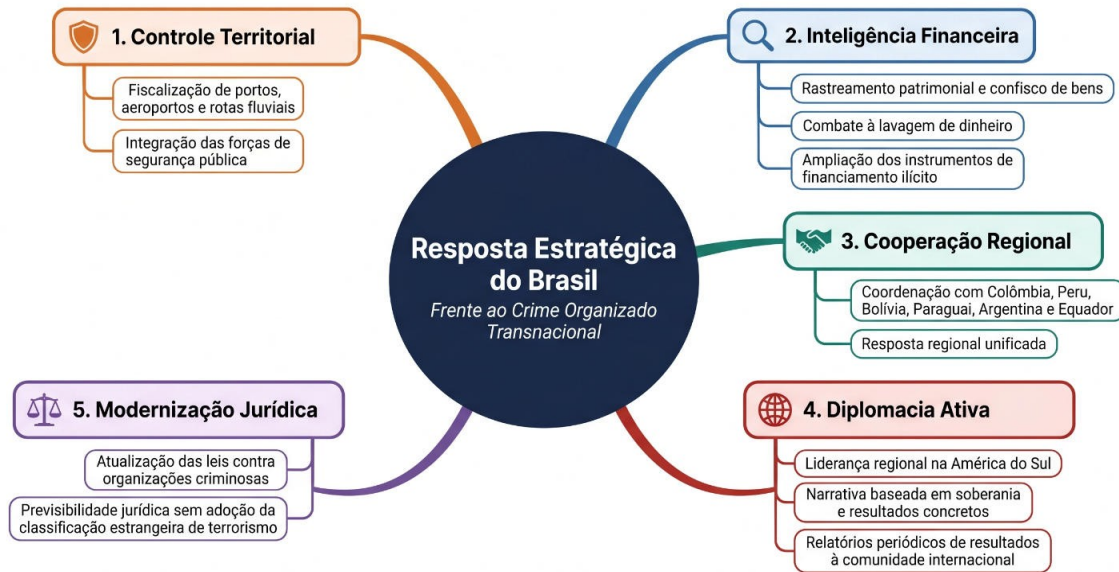 1. Controle Territorial
Fiscalização de portos,
aeroportos e rotas fluviais
Integração das forças de
segurança pública
2. Inteligência Financeira
Rastreamento patrimonial e confisco de bens
Combate à lavagem de dinheiro
Ampliação dos instrumentos de
financiamento ilícito
Resposta Estratégica
do Brasil
Frente ao Crime Organizado
Transnacional
3. Cooperação Regional
Coordenação com Colômbia, Peru,
Bolívia, Paraguai, Argentina e Equador
Resposta regional unificada
4. Diplomacia Ativa
Liderança regional na América do Sul
Narrativa baseada em soberania
e resultados concretos
Relatórios periódicos de resultados
à comunidade internacional
5. Modernização Jurídica
Atualização das leis contra
organizações criminosas
Previsibilidade jurídica sem adoção da
classificação estrangeira de terrorismo